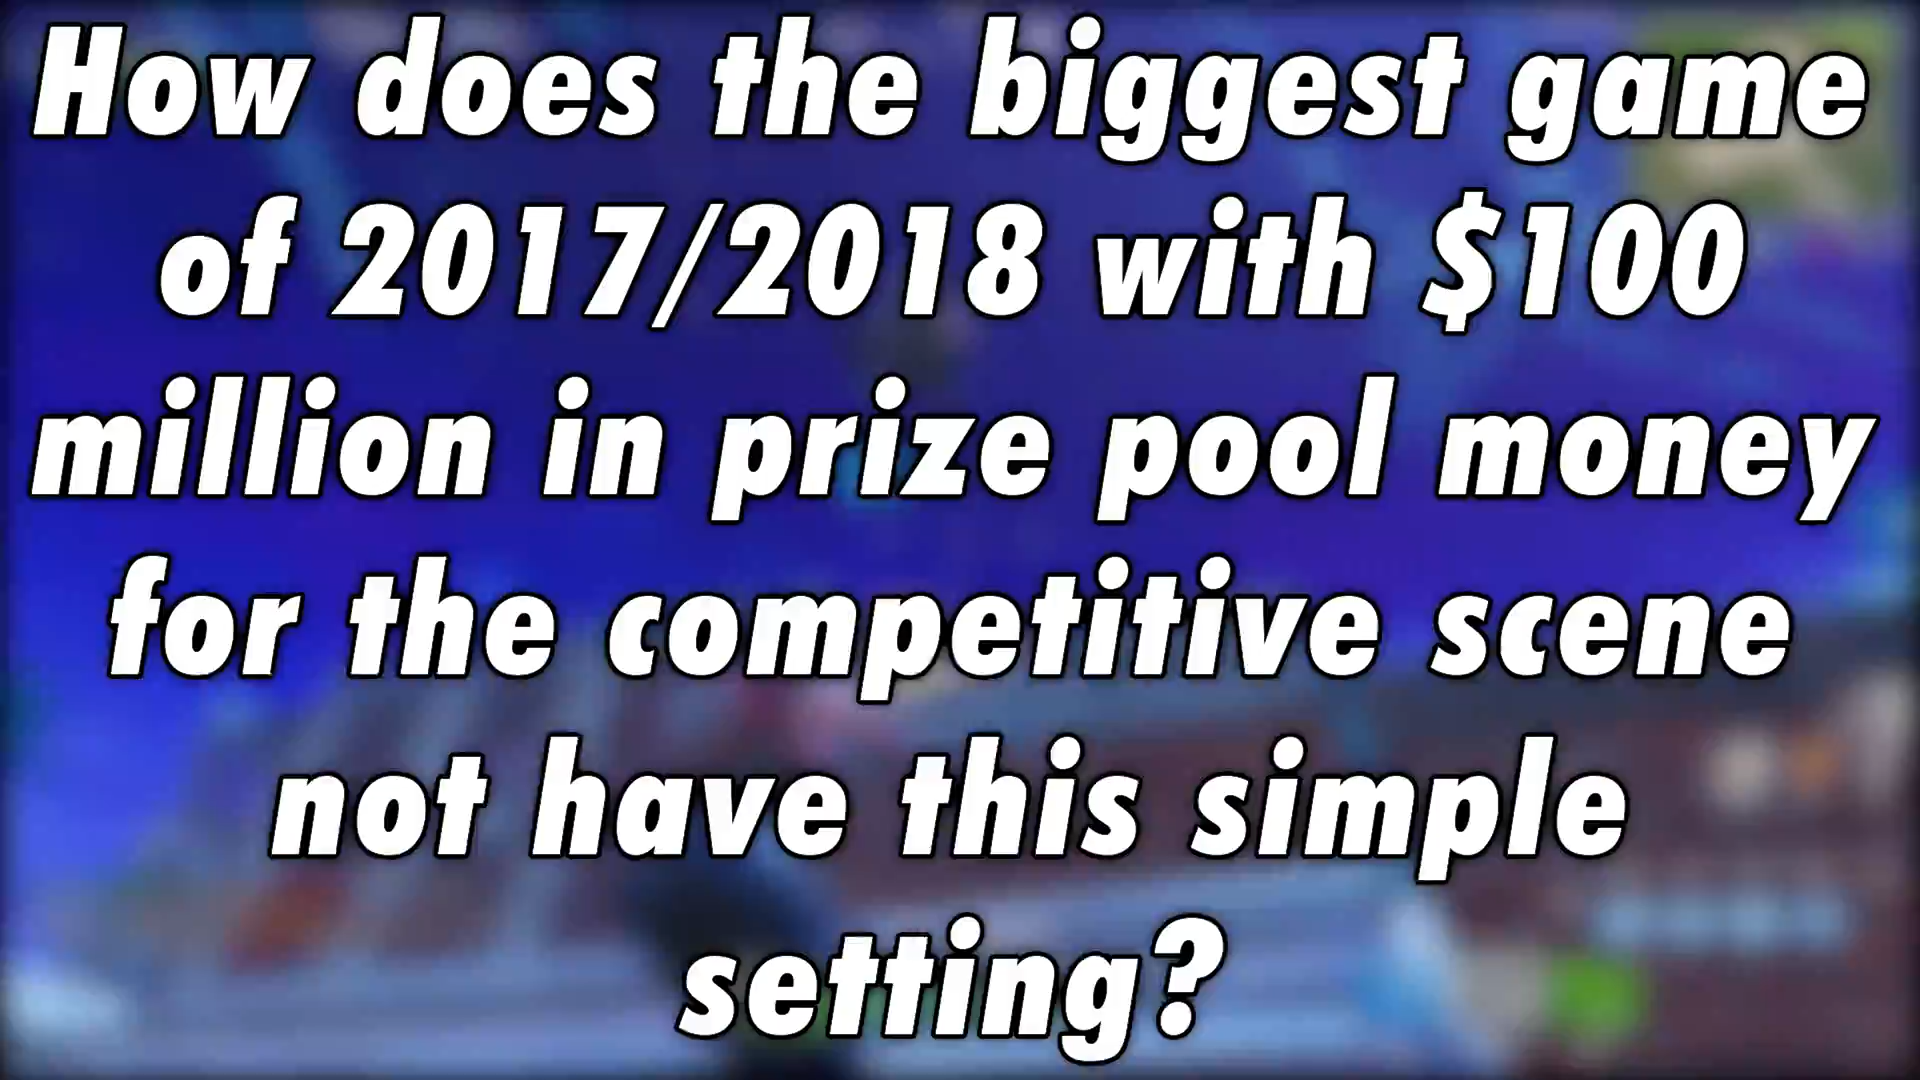 How does the biggest game
of 2017/2018 with $100
million in prize pool money
for the competitive scene
not have this simple
setting?